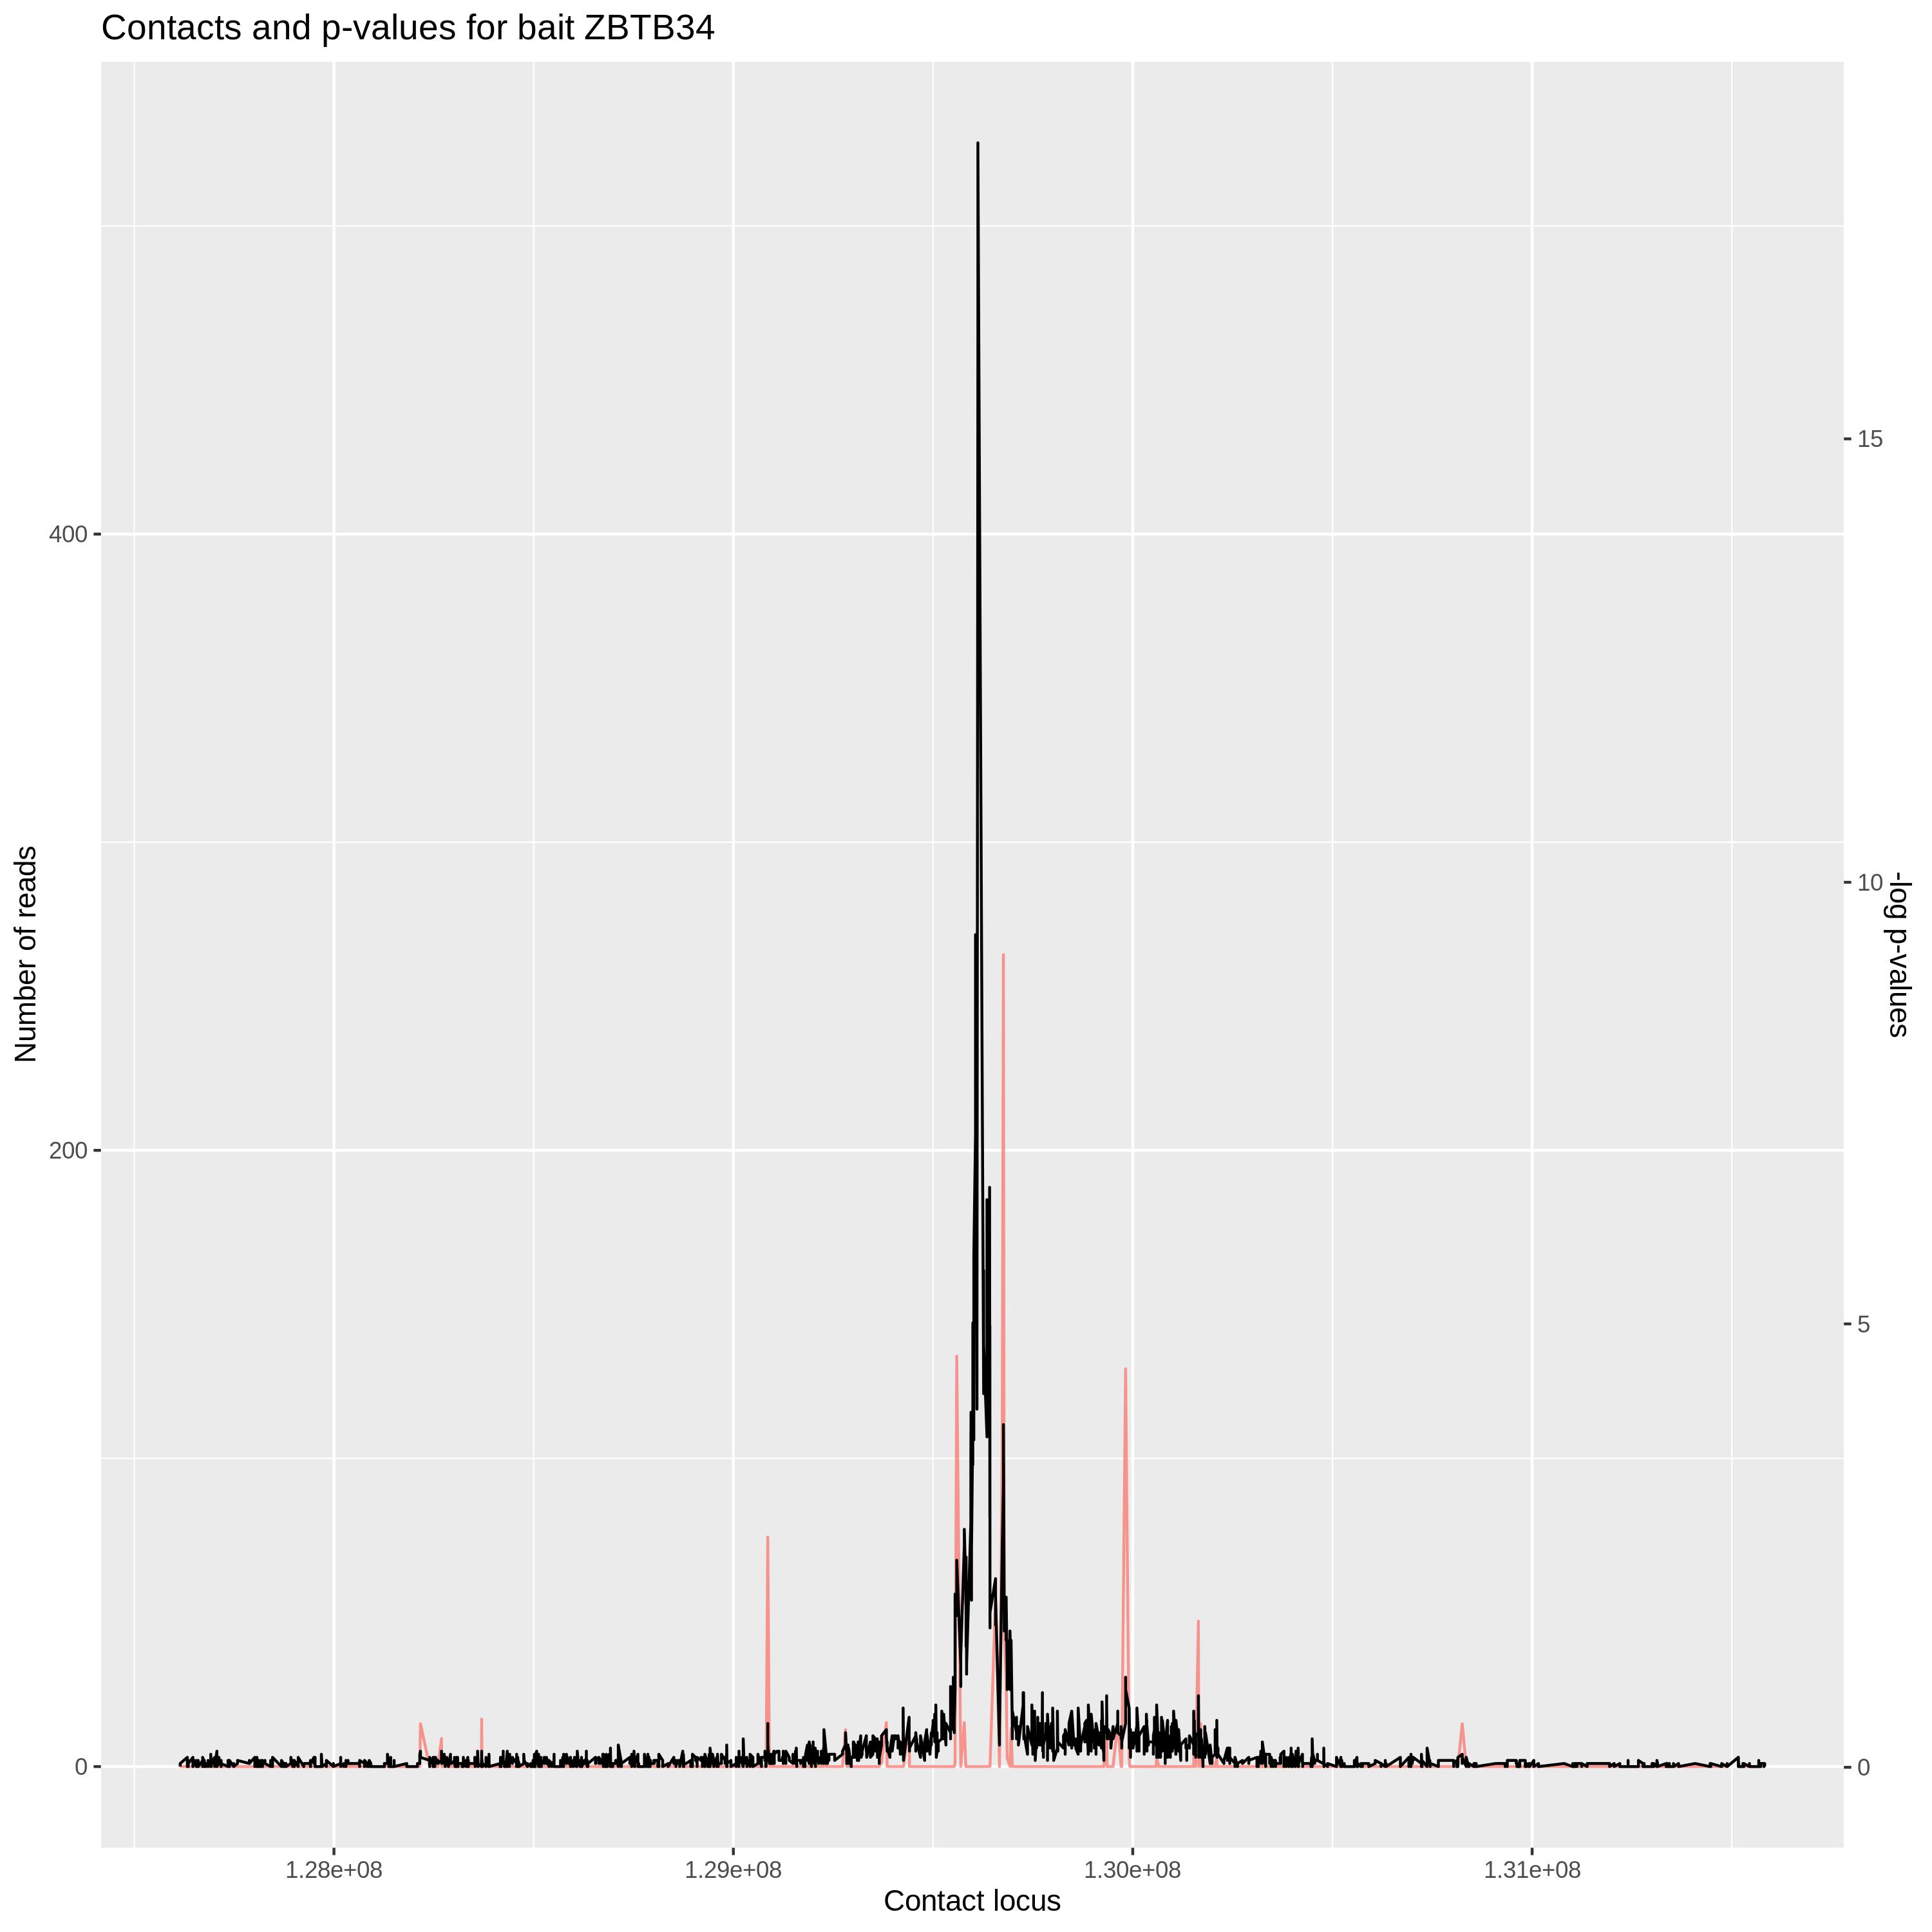 Contacts and p-values for bait ZBTB34
Number of reads
400
200
0
15
10
5
0
-log p-values
1.28e+08 1.29e+08 1.30e+08 1.31e+08
Contact locus